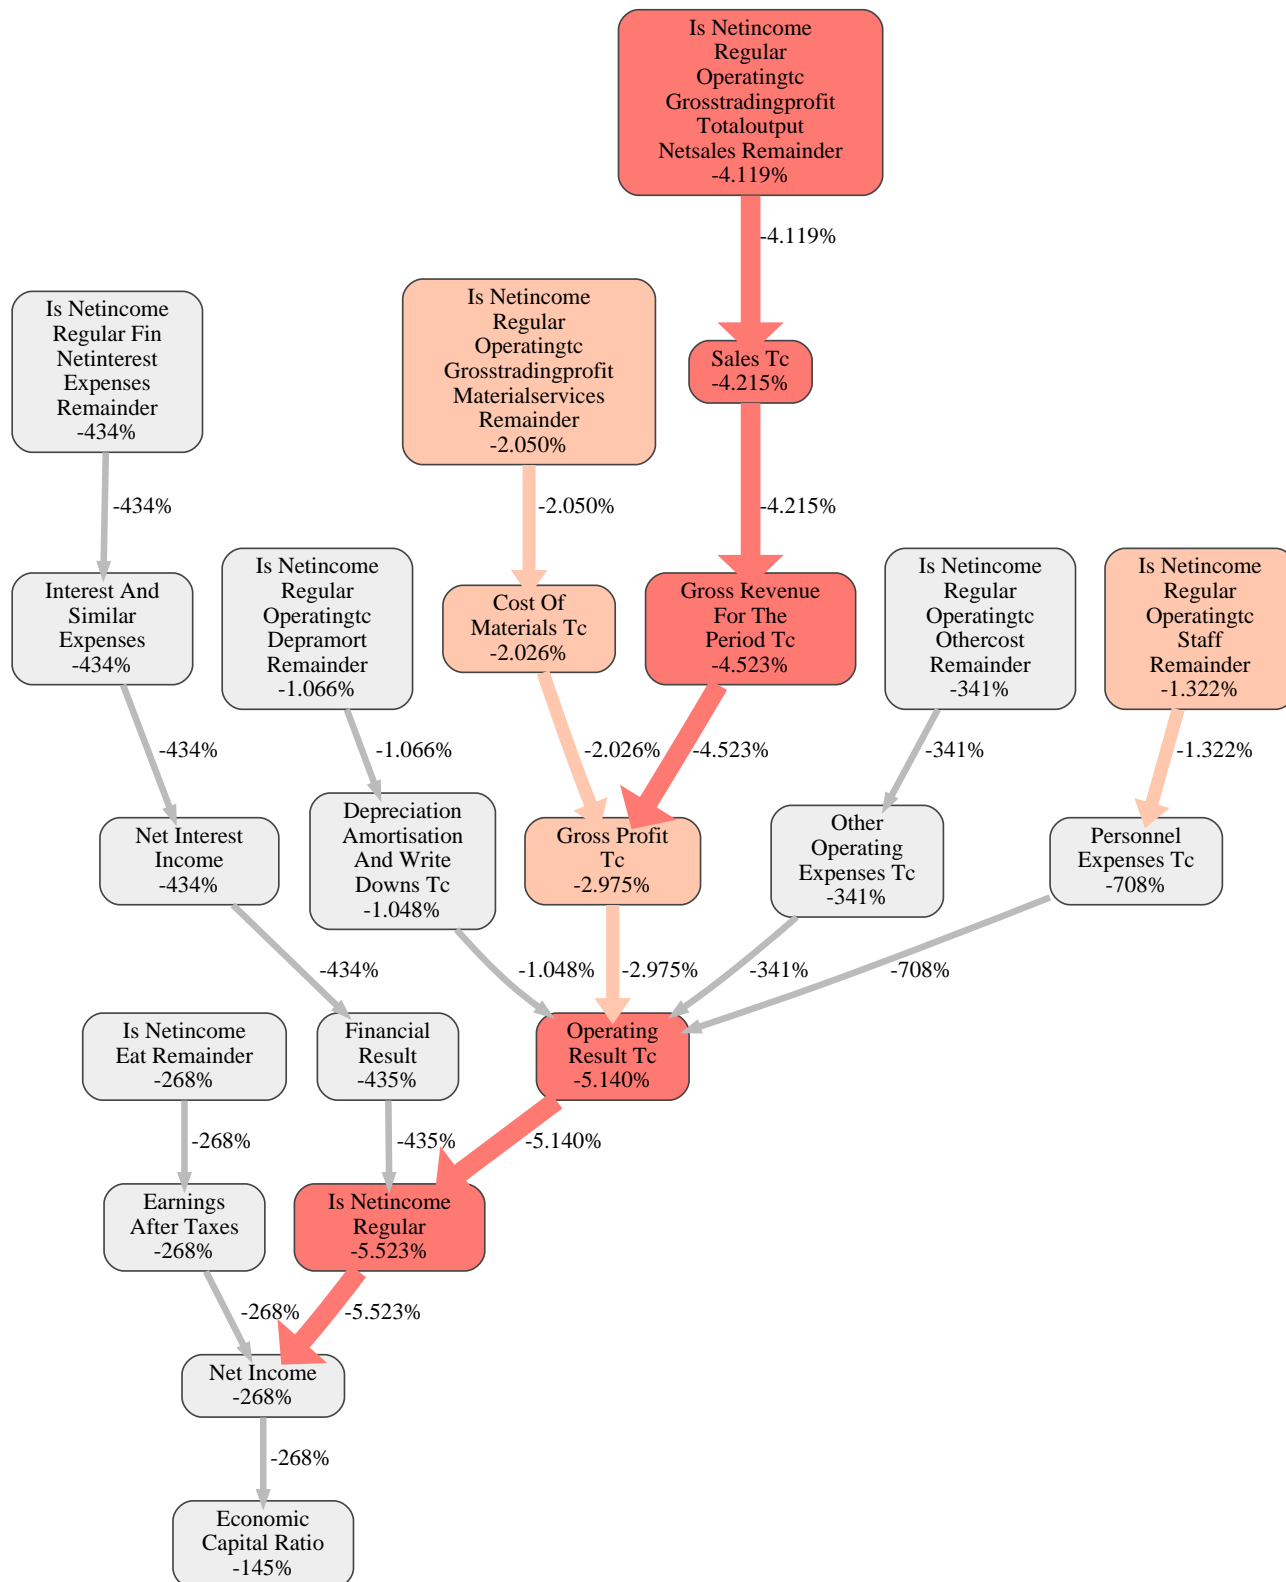 Is Netincome
Regular
Operatingtc
Grosstradingprofit
Totaloutput
Netsales Remainder
-4.119%
-4.119%
Is Netincome
Regular Fin
Netinterest
Expenses
Remainder
-434%
Is Netincome
Regular
Operatingtc
Grosstradingprofit
Materialservices
Remainder
-2.050%
Sales Tc
-4.215%
-434%
-2.050%
-4.215%
Interest And
Similar
Expenses
-434%
Is Netincome
Regular
Operatingtc
Depramort
Remainder
-1.066%
Cost Of
Materials Tc
-2.026%
Gross Revenue
For The
Period Tc
-4.523%
Is Netincome
Regular
Operatingtc
Othercost
Remainder
-341%
Is Netincome
Regular
Operatingtc
Staff
Remainder
-1.322%
-434%
-1.066%
-2.026%
-4.523%
-341%
-1.322%
Net Interest
Income
-434%
Depreciation
Amortisation
And Write
Downs Tc
-1.048%
Gross Profit
Tc
-2.975%
Other
Operating
Expenses Tc
-341%
Personnel
Expenses Tc
-708%
-434%
-1.048%
-2.975%
-341%
-708%
Is Netincome
Eat Remainder
-268%
Financial
Result
-435%
Operating
Result Tc
-5.140%
-268%
-435%
-5.140%
Earnings
After Taxes
-268%
Is Netincome
Regular
-5.523%
-268%
-5.523%
Net Income
-268%
-268%
Economic
Capital Ratio
-145%